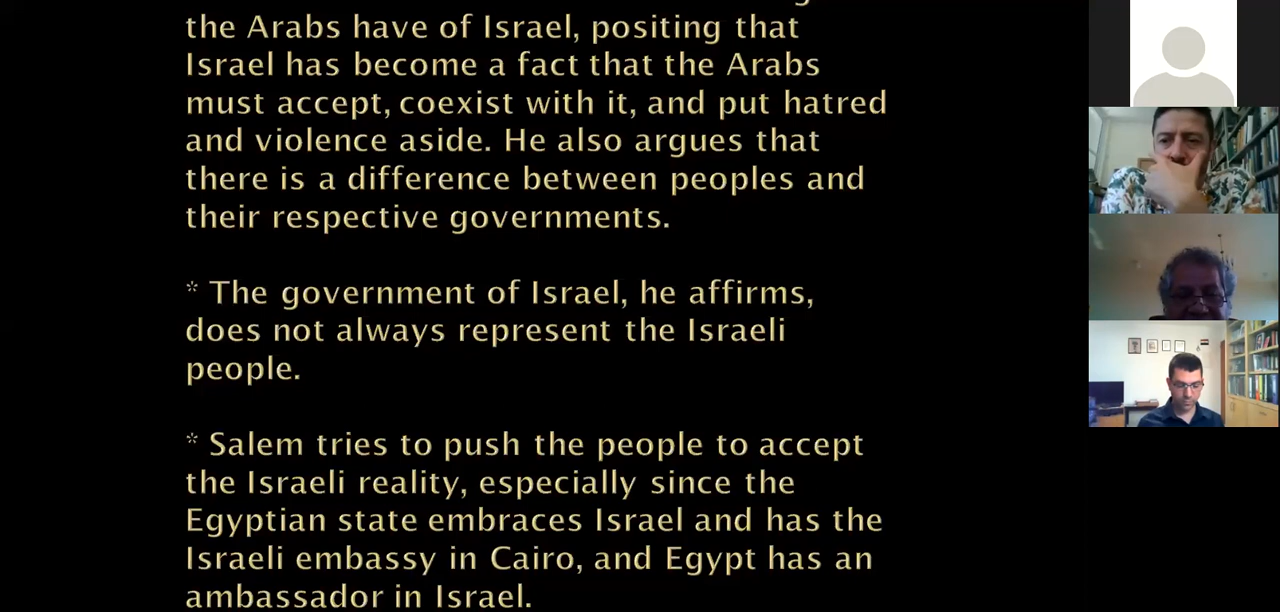 the Arabs have of Israel, positing that
Israel has become a fact that the Arabs
must accept, coexist with it, and put hatred
and violence aside. He also argues that
there is a difference between peoples and
their respective governments.
* The government of Israel, he affirms,
does not always represent the Israeli
people.
* Salem tries to push the people to accept
the Israeli reality, especially since the
Egyptian state embraces Israel and has the
Israeli embassy in Cairo, and Egypt has an
ambassador in Israel.